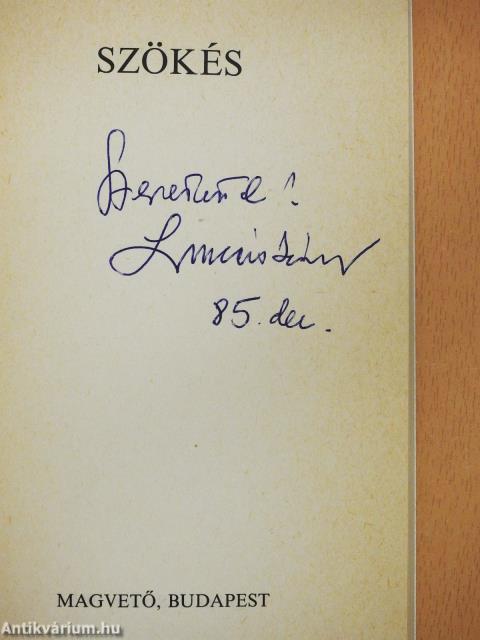 SZÖKÉS
Szeretettel!
85. dec.
MAGVETŐ, BUDAPEST
Antikvárium.hu